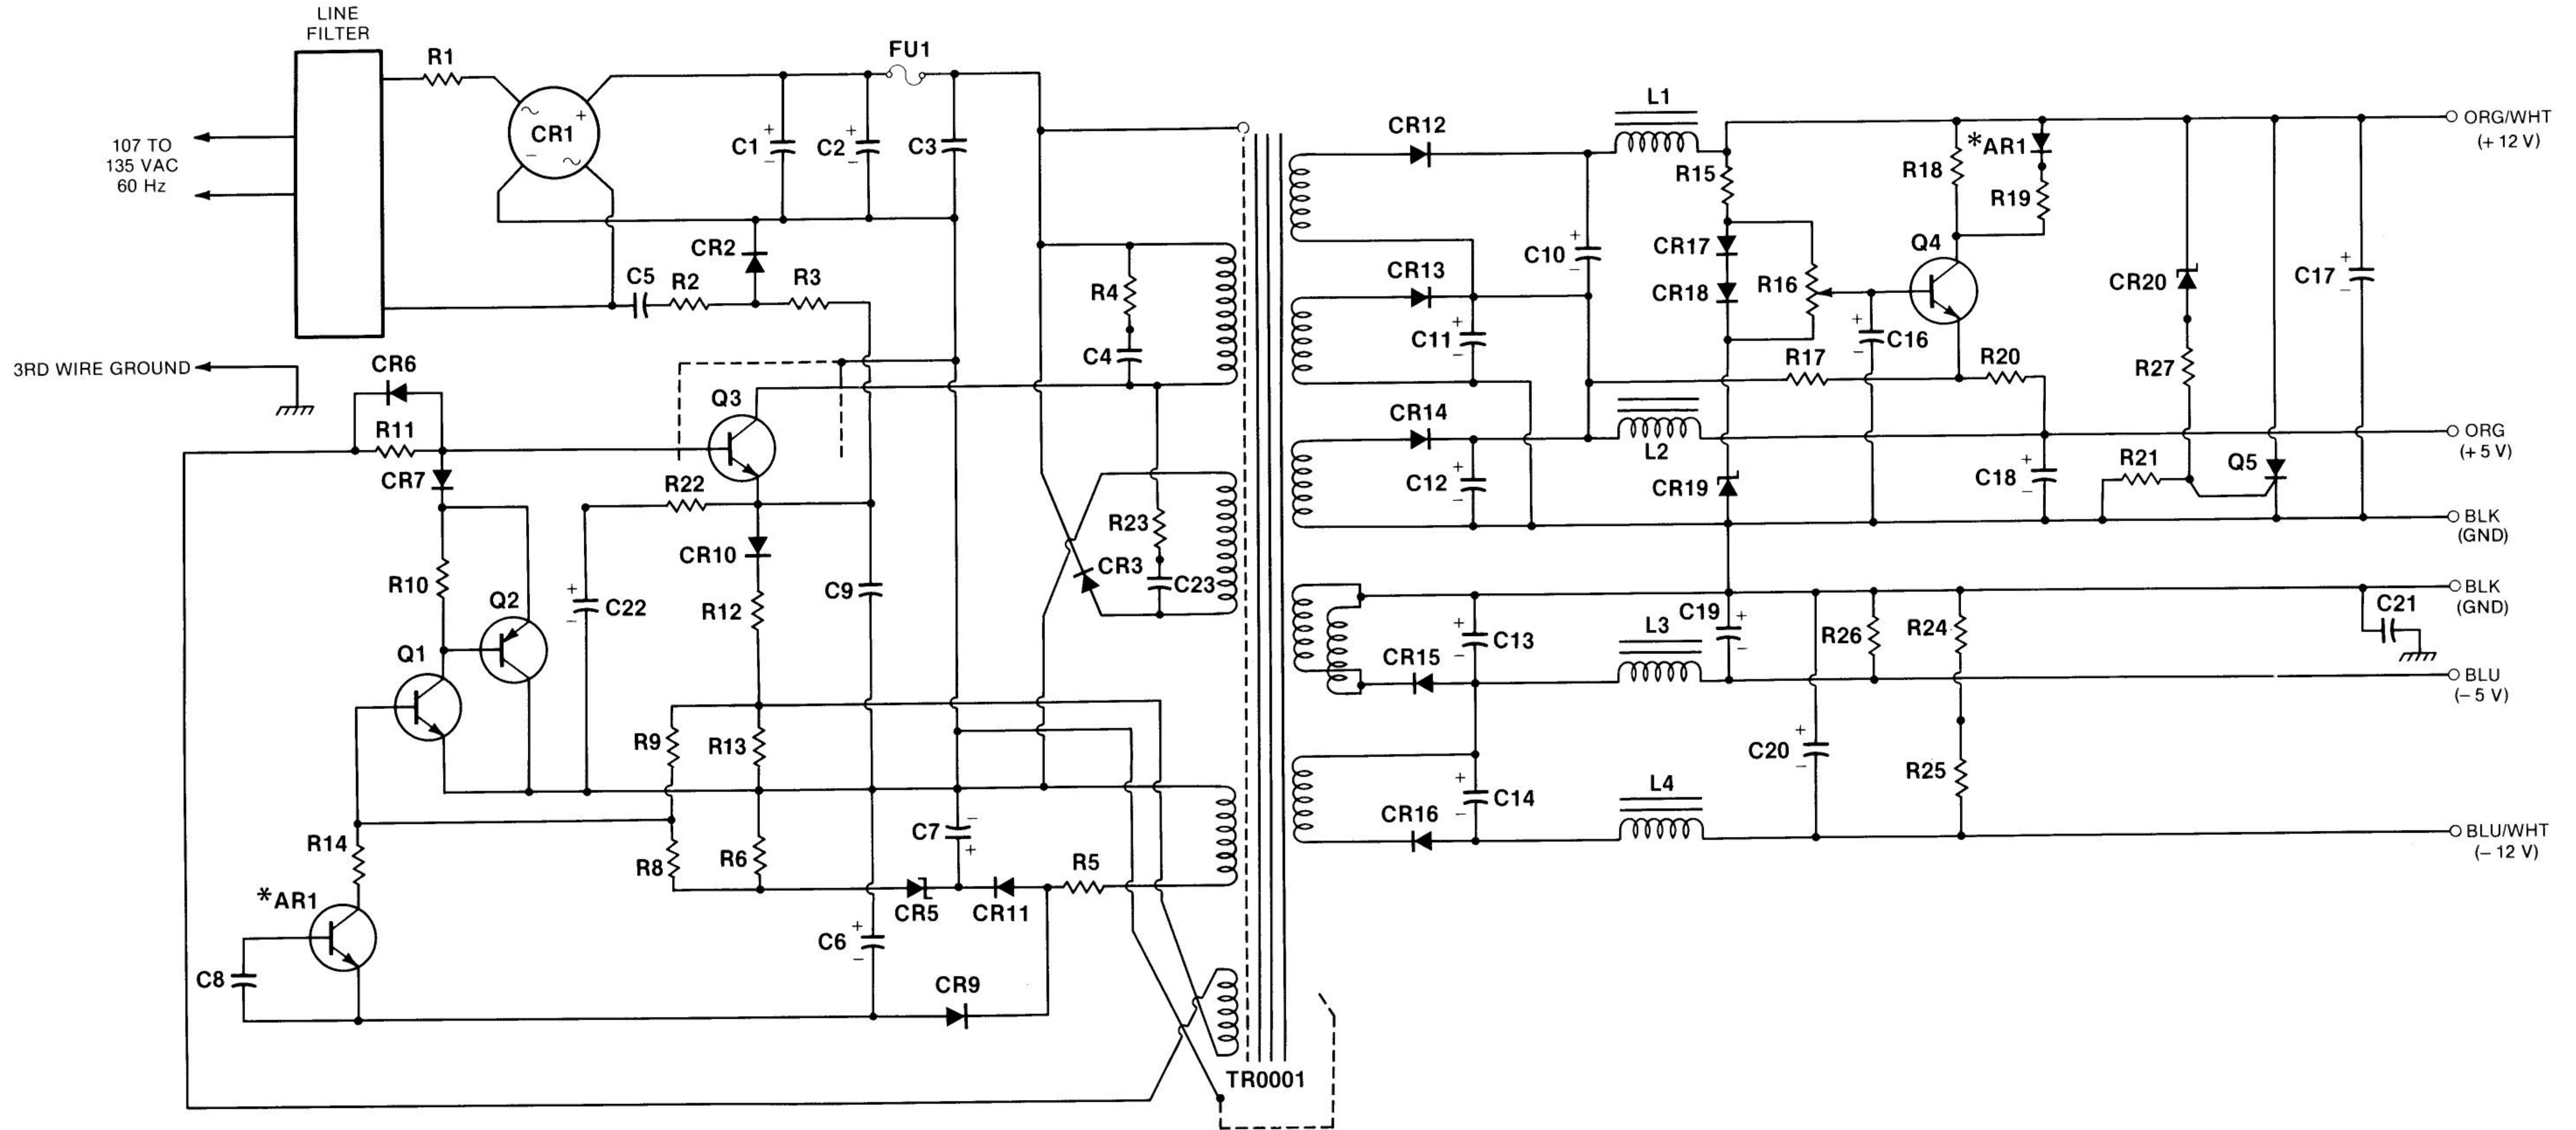 LINE
FILTER
R1
FU1
107 TO
135 VAC
60 Hz
CR1
~
+
−
~
+
C1
−
+
C2
−
C3
CR2
C5
R2
R3
3RD WIRE GROUND
CR6
R11
CR7
Q3
R4
C4
R22
R10
Q2
Q1
+
C22
−
CR10
R12
C9
R23
CR3
C23
R9
R13
R14
R8
R6
C7
−
+
R5
*AR1
CR5
CR11
C8
+
C6
−
CR9
TR0001
CR12
L1
ORG/WHT
(+ 12 V)
R15
R18
*AR1
R19
CR13
+
C10
−
CR17
CR18
R16
Q4
CR20
+
C17
−
+
C11
−
+
C16
−
R17
R20
R27
CR14
L2
ORG
(+ 5 V)
+
C12
−
CR19
+
C18
−
R21
Q5
BLK
(GND)
BLK
(GND)
+
C13
−
C19
+
−
L3
R26
R24
C21
CR15
BLU
(− 5 V)
+
C20
−
R25
+
C14
−
CR16
L4
BLU/WHT
(− 12 V)